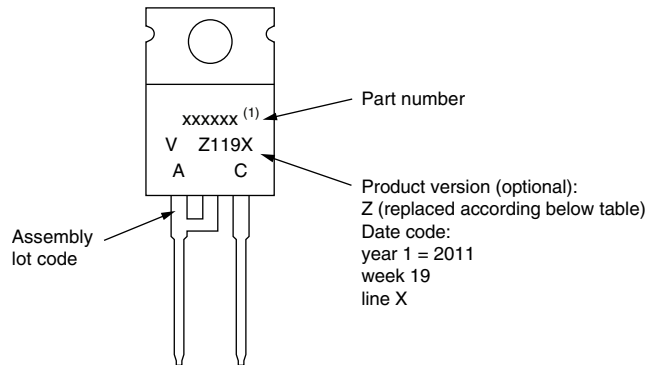 Part number
xxxxxx (1)
V Z119X
A C
Product version (optional):
Z (replaced according below table)
Date code:
year 1 = 2011
week 19
line X
Assembly
lot code